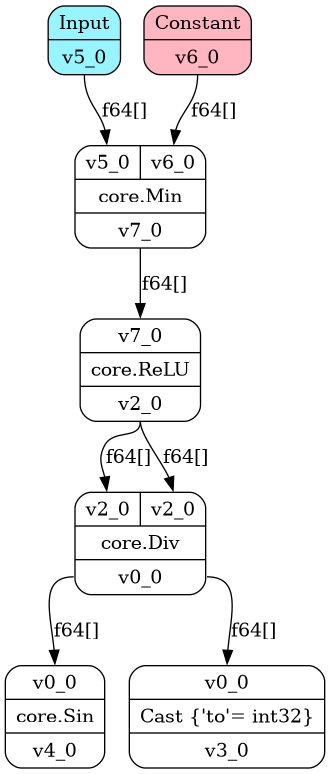 Input
v5_0
Constant
v6_0
f64[]
f64[]
v5_0 v6_0
core.Min
v7_0
f64[]
v7_0
core.ReLU
v2_0
f64[]
f64[]
v2_0 v2_0
core.Div
v0_0
f64[]
f64[]
v0_0
core.Sin
v4_0
v0_0
Cast {'to'= int32}
v3_0